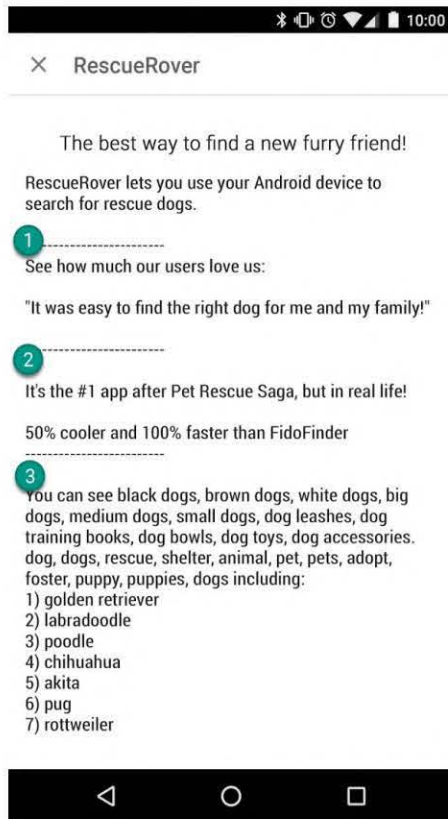 10:00
× RescueRover
The best way to find a new furry friend!
RescueRover lets you use your Android device to
search for rescue dogs.
1
-----------------------
See how much our users love us:
"It was easy to find the right dog for me and my family!"
-----------------------
2
It's the #1 app after Pet Rescue Saga, but in real life!
50% cooler and 100% faster than FidoFinder
--------------------------
3
You can see black dogs, brown dogs, white dogs, big
dogs, medium dogs, small dogs, dog leashes, dog
training books, dog bowls, dog toys, dog accessories.
dog, dogs, rescue, shelter, animal, pet, pets, adopt,
foster, puppy, puppies, dogs including:
1) golden retriever
2) labradoodle
3) poodle
4) chihuahua
5) akita
6) pug
7) rottweiler